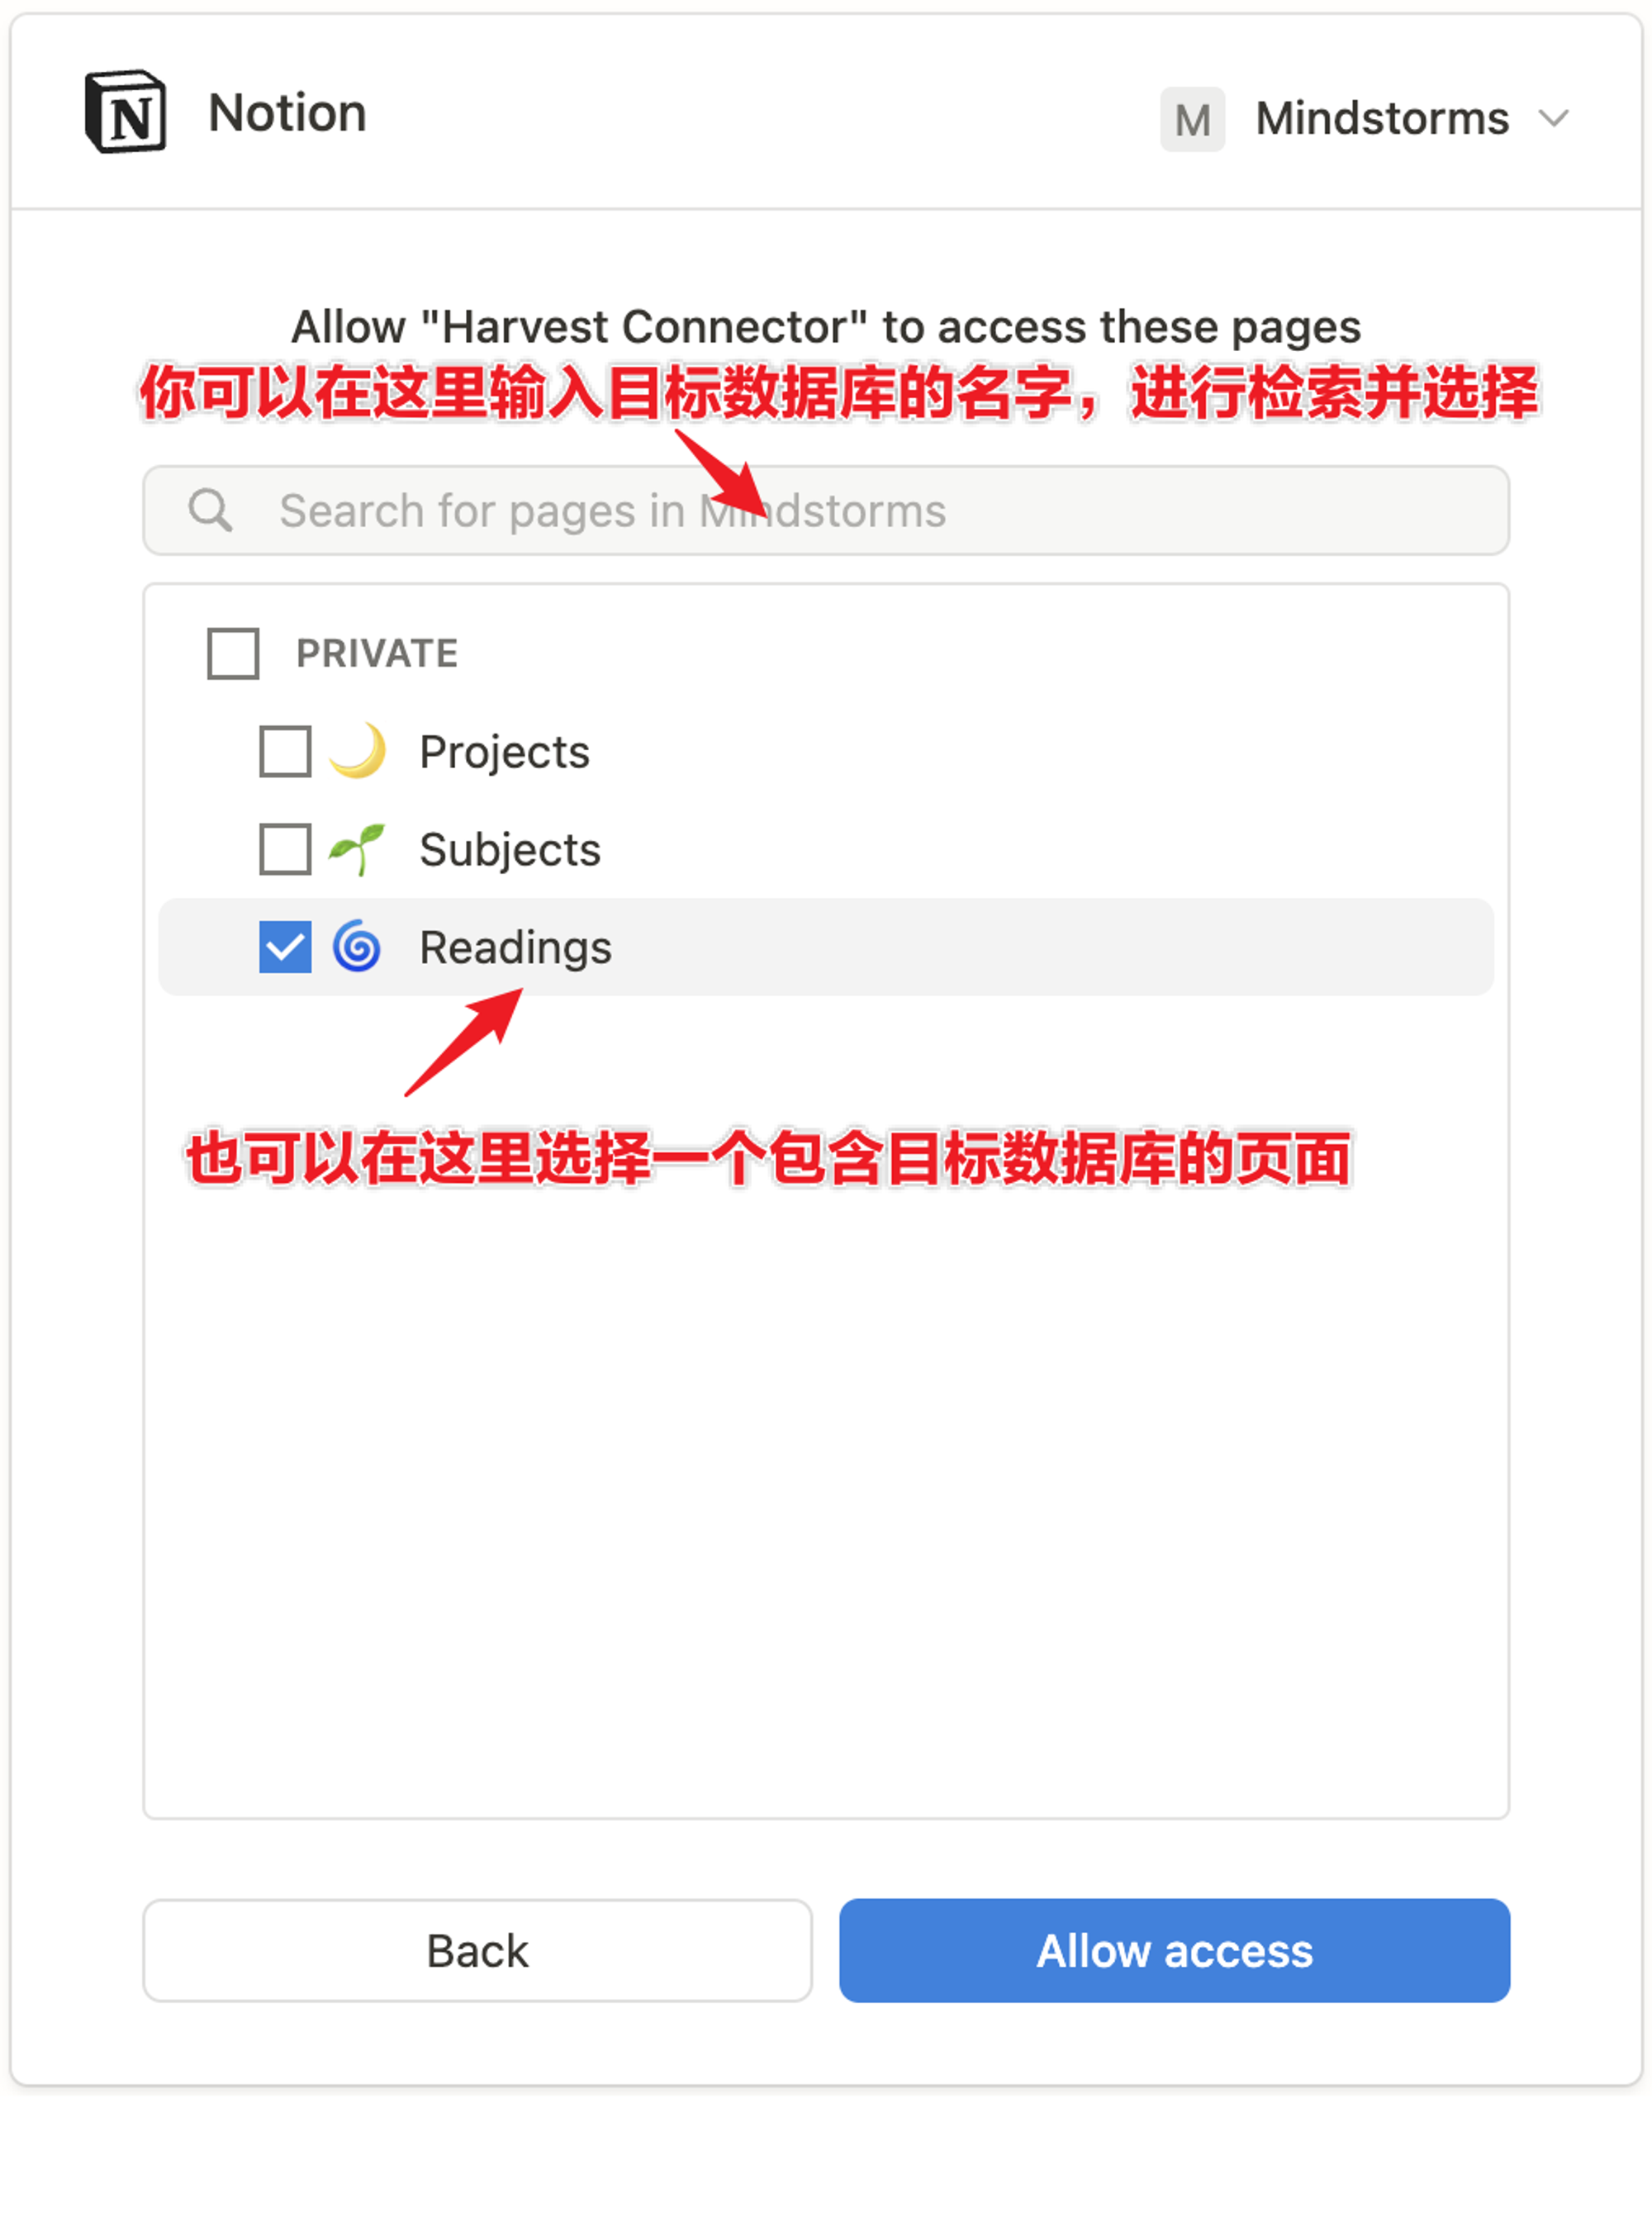 Notion
M Mindstorms
Allow "Harvest Connector" to access these pages
你可以在这里输入目标数据库的名字，进行检索并选择
Search for pages in Mindstorms
PRIVATE
Projects
Subjects
Readings
也可以在这里选择一个包含目标数据库的页面
Back
Allow access